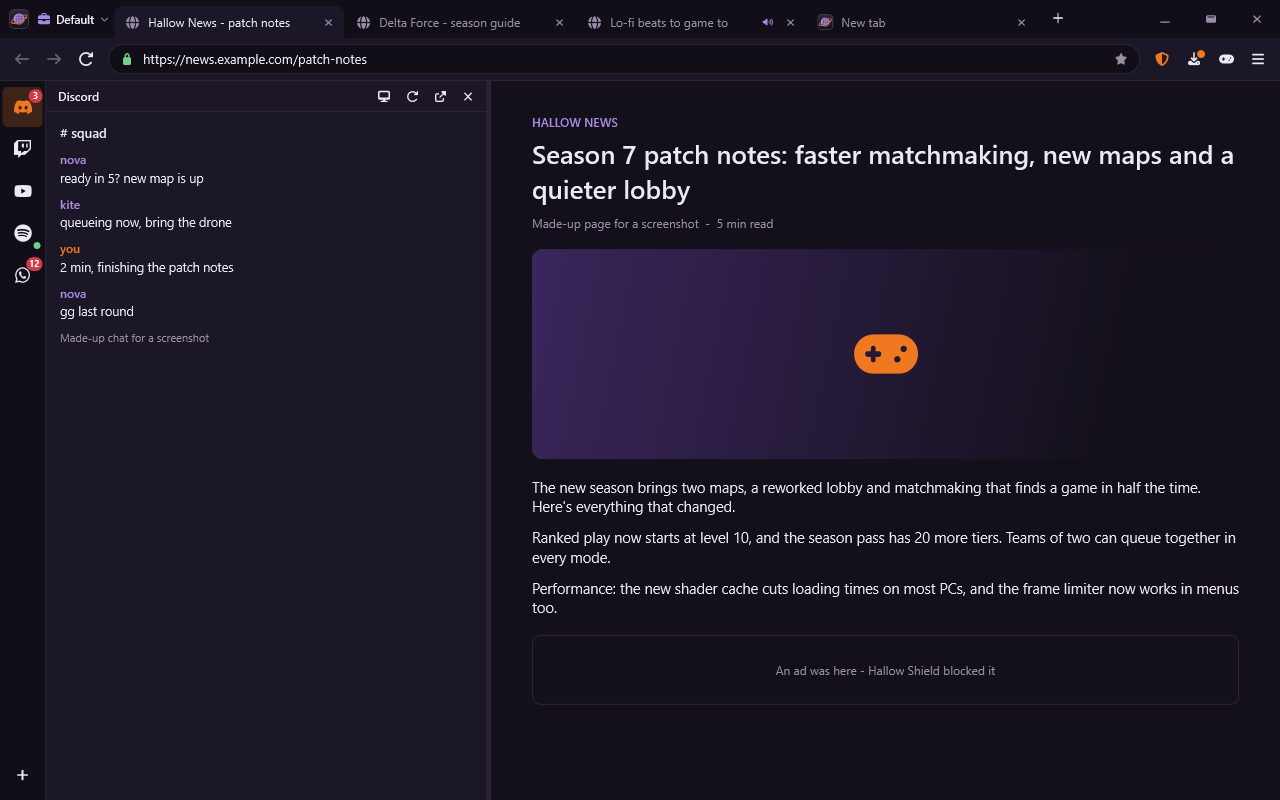 Default
Hallow News - patch notes
Delta Force - season guide
Lo-fi beats to game to
New tab
https://news.example.com/patch-notes
3
12
Discord
# squad
nova
ready in 5? new map is up
kite
queueing now, bring the drone
you
2 min, finishing the patch notes
nova
gg last round
Made-up chat for a screenshot
HALLOW NEWS
Season 7 patch notes: faster matchmaking, new maps and a
quieter lobby
Made-up page for a screenshot - 5 min read
The new season brings two maps, a reworked lobby and matchmaking that finds a game in half the time.
Here's everything that changed.
Ranked play now starts at level 10, and the season pass has 20 more tiers. Teams of two can queue together in
every mode.
Performance: the new shader cache cuts loading times on most PCs, and the frame limiter now works in menus
too.
An ad was here - Hallow Shield blocked it